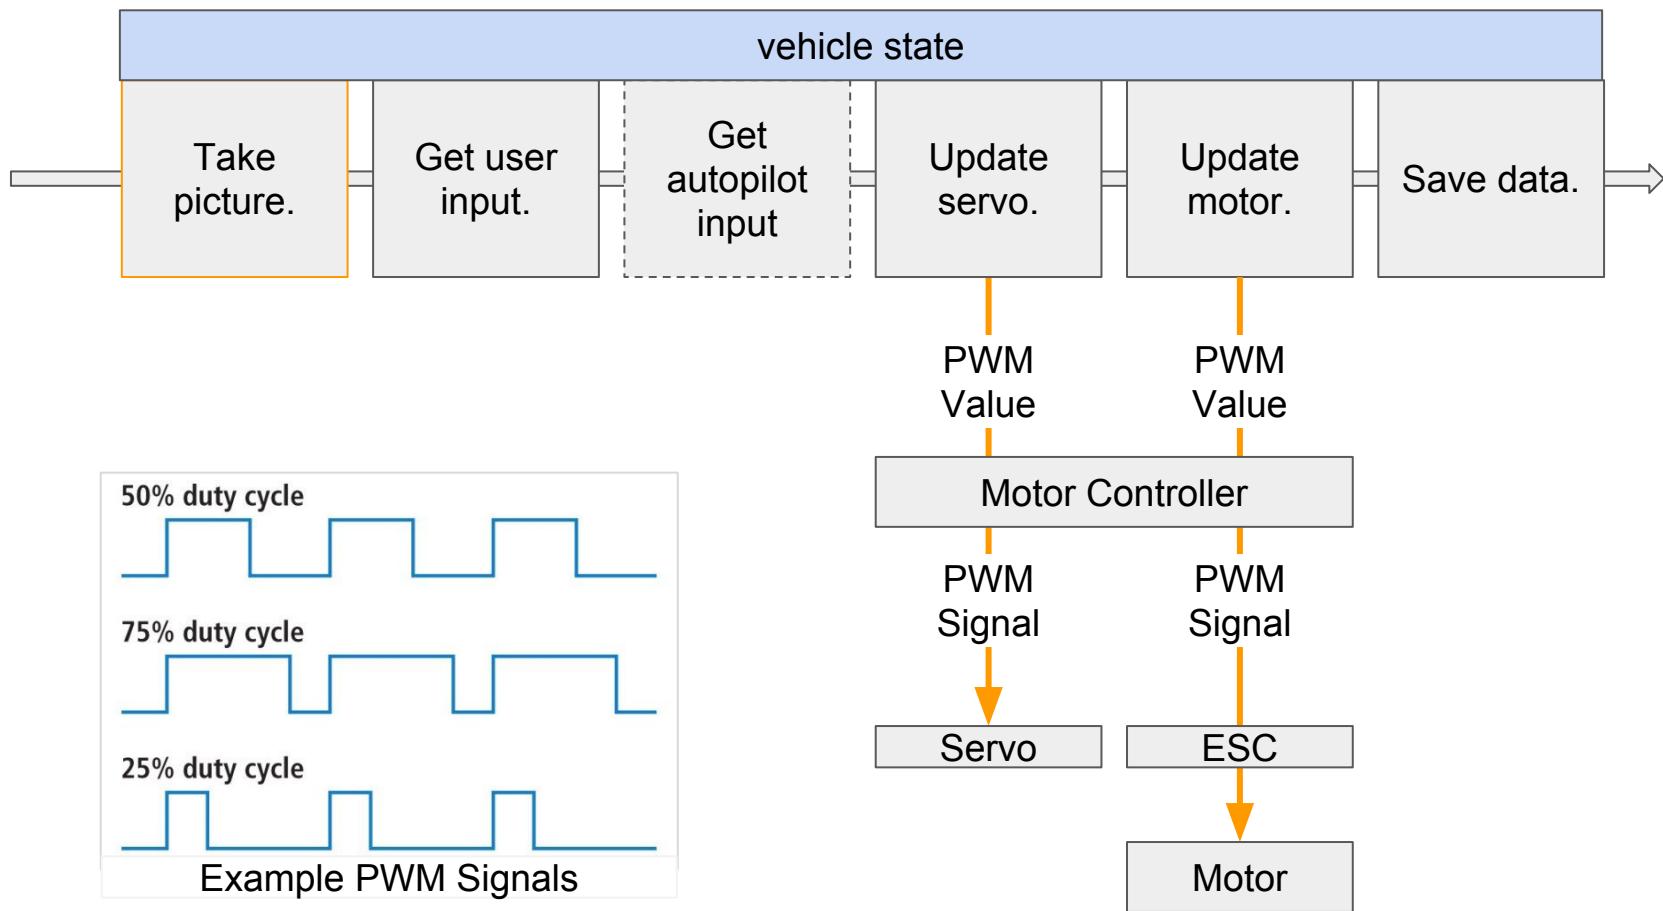 vehicle state
Take
picture.
Get user
input.
Get
autopilot
input
Update
servo.
Update
motor.
Save data.
PWM
Value
PWM
Value
Motor Controller
PWM
Signal
PWM
Signal
Servo
ESC
Motor
50% duty cycle
75% duty cycle
25% duty cycle
Example PWM Signals